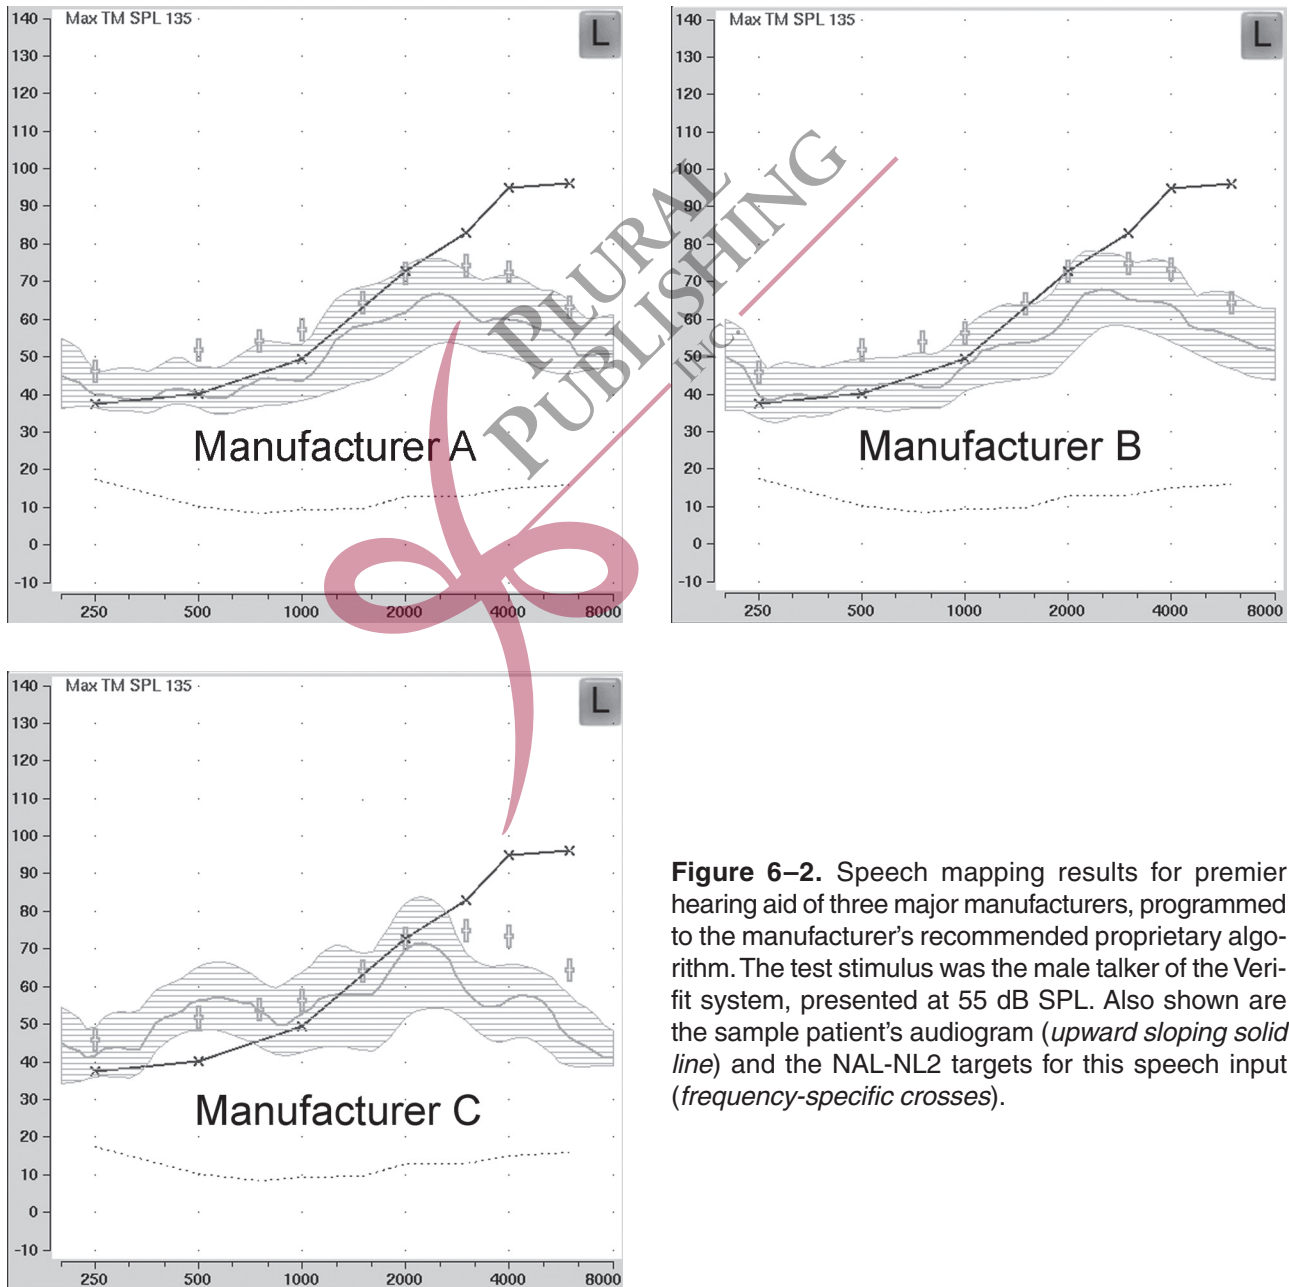 Max TM SPL 135
L
140
130
120
110
100
90
80
70
60
50
40
30
20
10
0
-10
Manufacturer A
250 500 1000 2000 4000 8000
Max TM SPL 135
L
140
130
120
110
100
90
80
70
60
50
40
30
20
10
0
-10
Manufacturer B
250 500 1000 2000 4000 8000
PLURAL
PUBLISHING
INC.
Max TM SPL 135
L
140
130
120
110
100
90
80
70
60
50
40
30
20
10
0
-10
Manufacturer C
250 500 1000 2000 4000 8000
Figure 6–2. Speech mapping results for premier
hearing aid of three major manufacturers, programmed
to the manufacturer's recommended proprietary algo-
rithm. The test stimulus was the male talker of the Veri-
fit system, presented at 55 dB SPL. Also shown are
the sample patient's audiogram (upward sloping solid
line) and the NAL-NL2 targets for this speech input
(frequency-specific crosses).